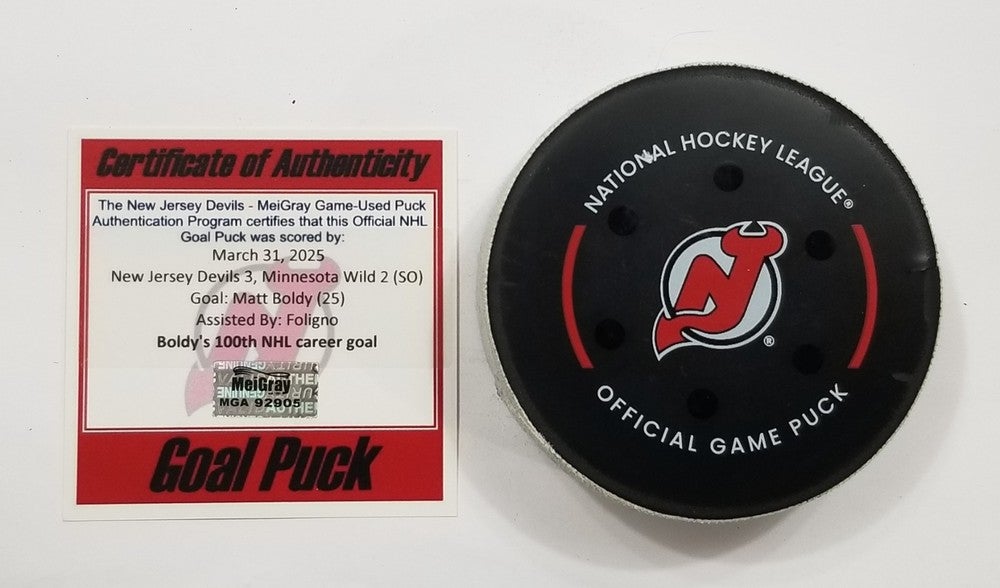 Certificate of Authenticity
The New Jersey Devils - MeiGray Game-Used Puck
Authentication Program certifies that this Official NHL
Goal Puck was scored by:
March 31, 2025
New Jersey Devils 3, Minnesota Wild 2 (SO)
Goal: Matt Boldy (25)
Assisted By: Foligno
Boldy's 100th NHL career goal
MeiGray
MGA 92905
Goal Puck
NATIONAL HOCKEY LEAGUE®
NJ
®
OFFICIAL GAME PUCK